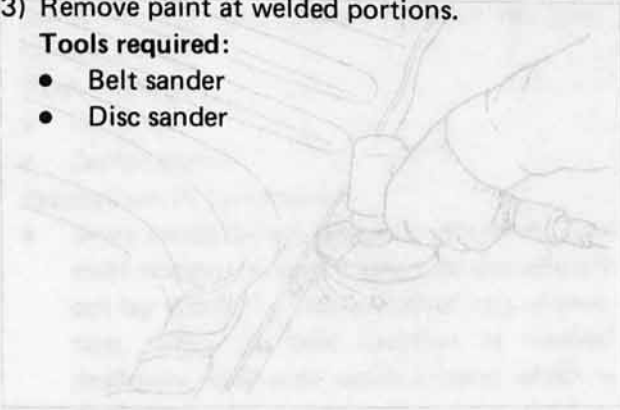 3) Remove paint at welded portions.
Tools required:
● Belt sander
● Disc sander